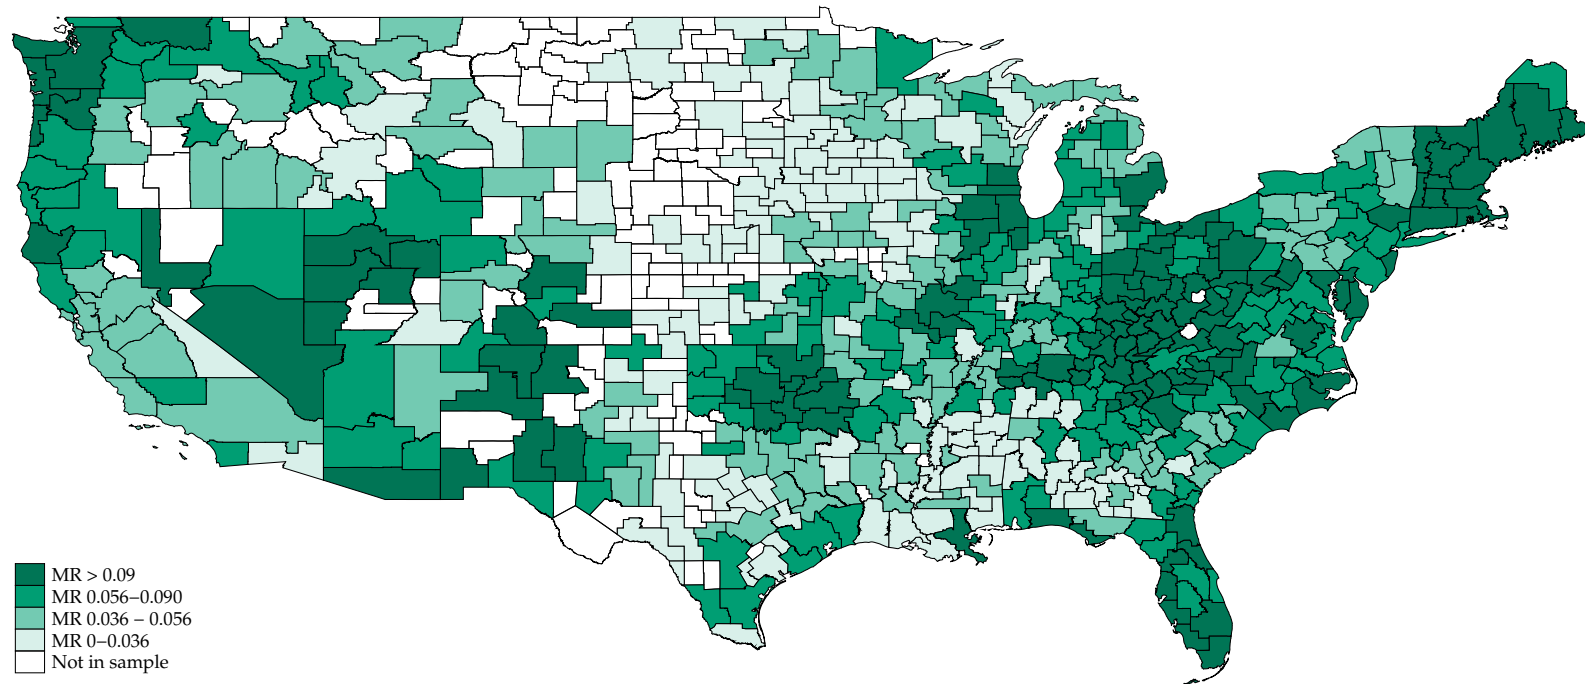 MR > 0.09
MR 0.056–0.090
MR 0.036 – 0.056
MR 0–0.036
Not in sample